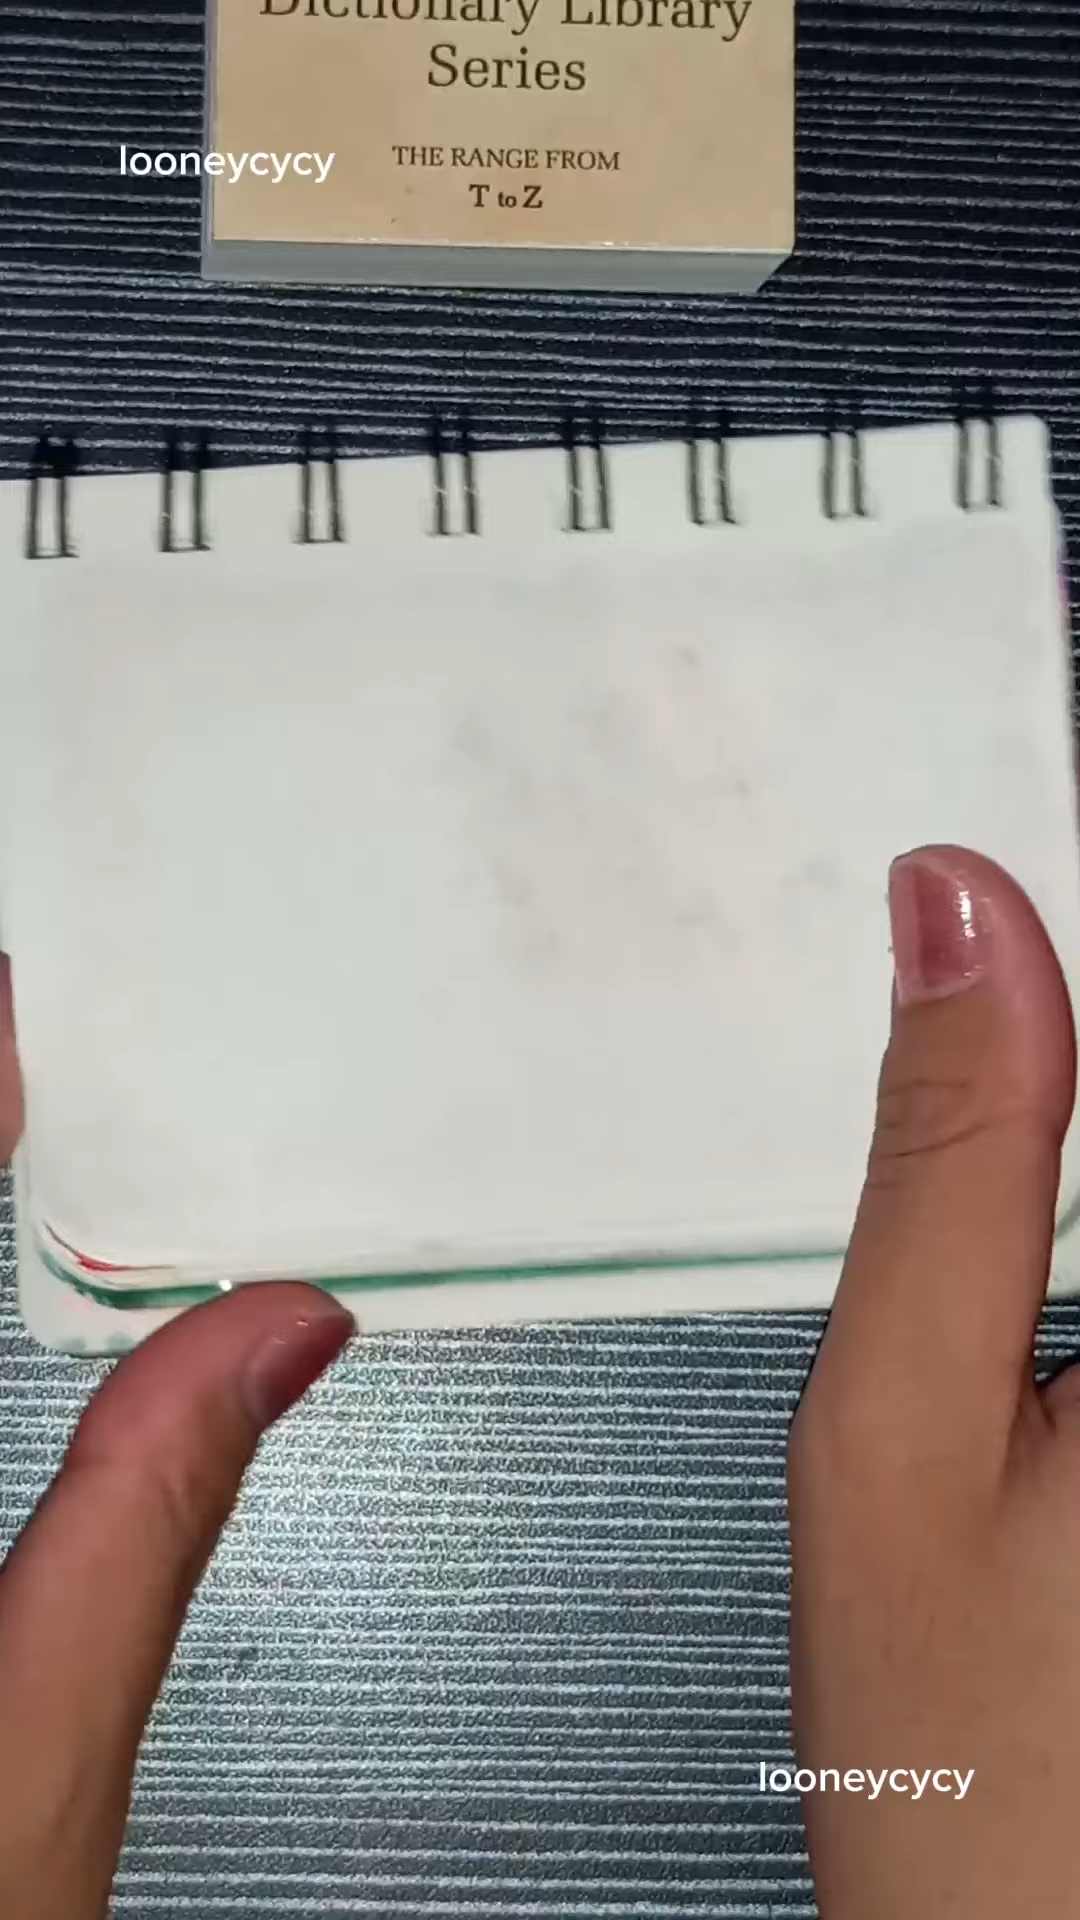 Dictionary Library
Series
looneycycy
THE RANGE FROM
T to Z
looneycycy